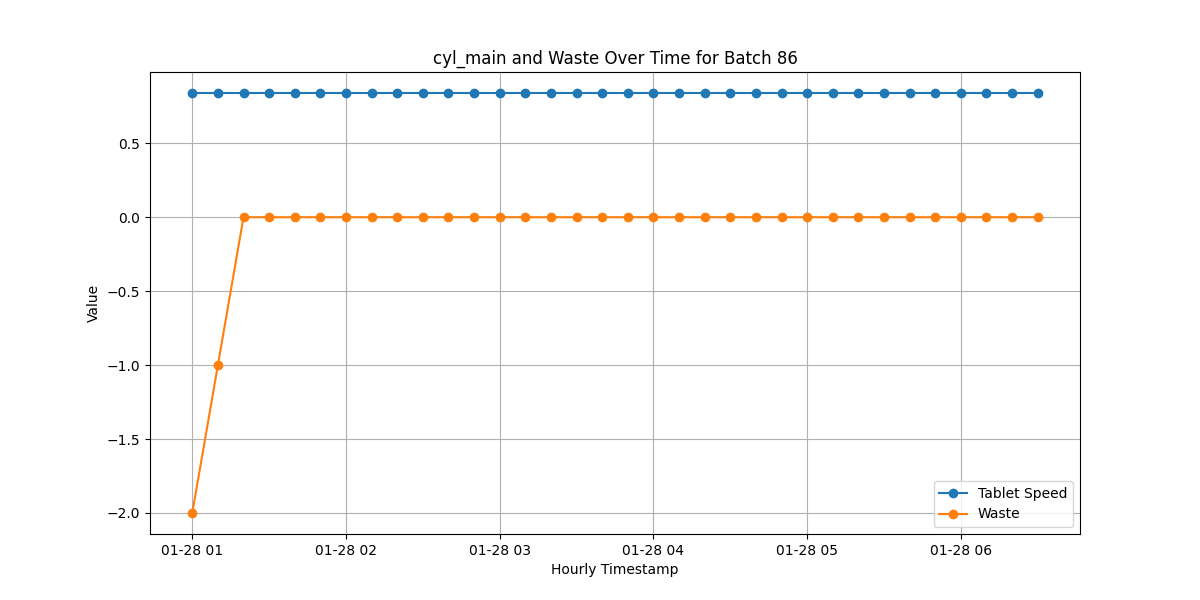 cyl_main and Waste Over Time for Batch 86
Value
0.5
0.0
−0.5
−1.0
−1.5
−2.0
Tablet Speed
Waste
01-28 01
01-28 02
01-28 03
01-28 04
01-28 05
01-28 06
Hourly Timestamp